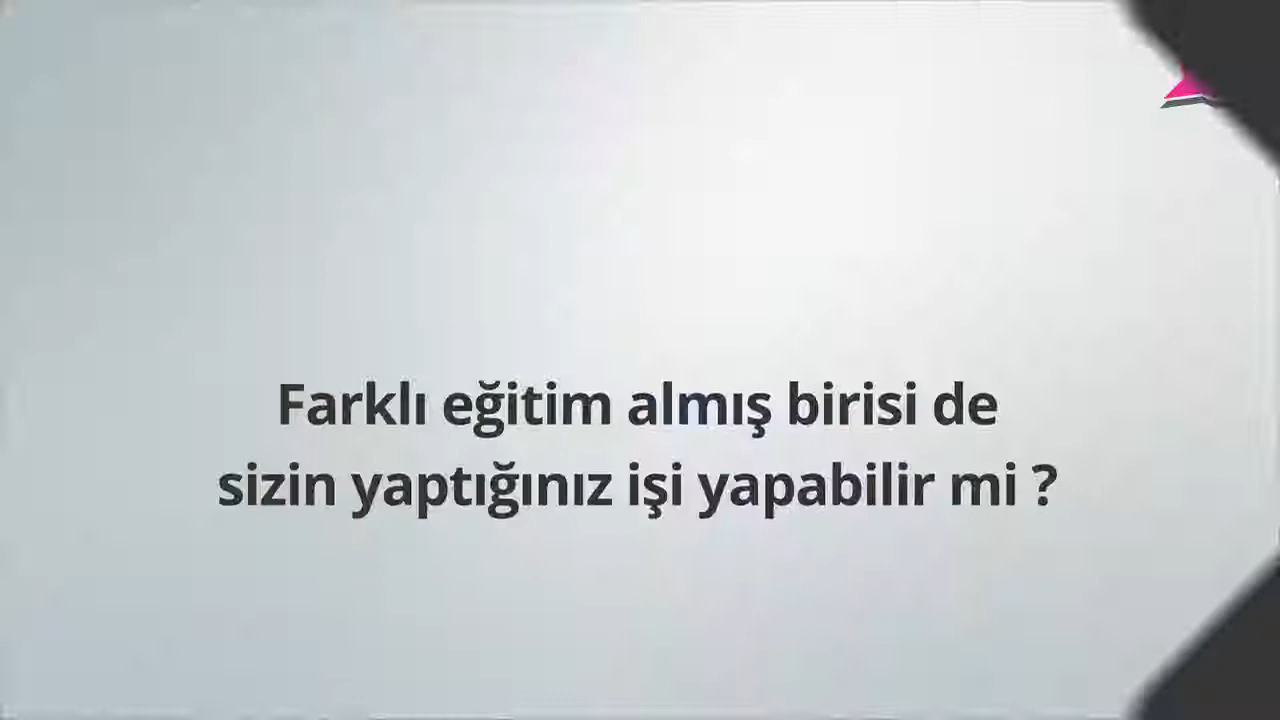 Farklı eğitim almış birisi de
sizin yaptığınız işi yapabilir mi ?